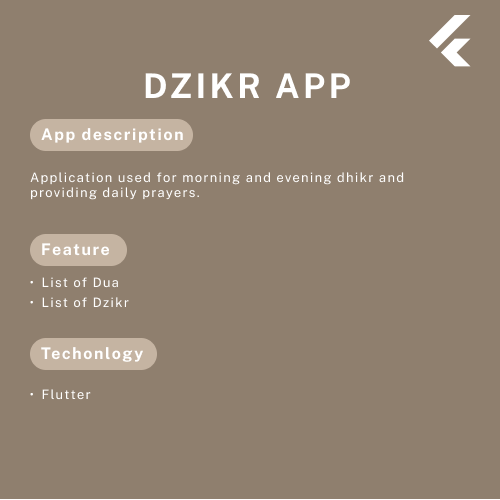 DZIKR APP
App description
Application used for morning and evening dhikr and
providing daily prayers.
Feature
• List of Dua
• List of Dzikr
Techonlogy
• Flutter